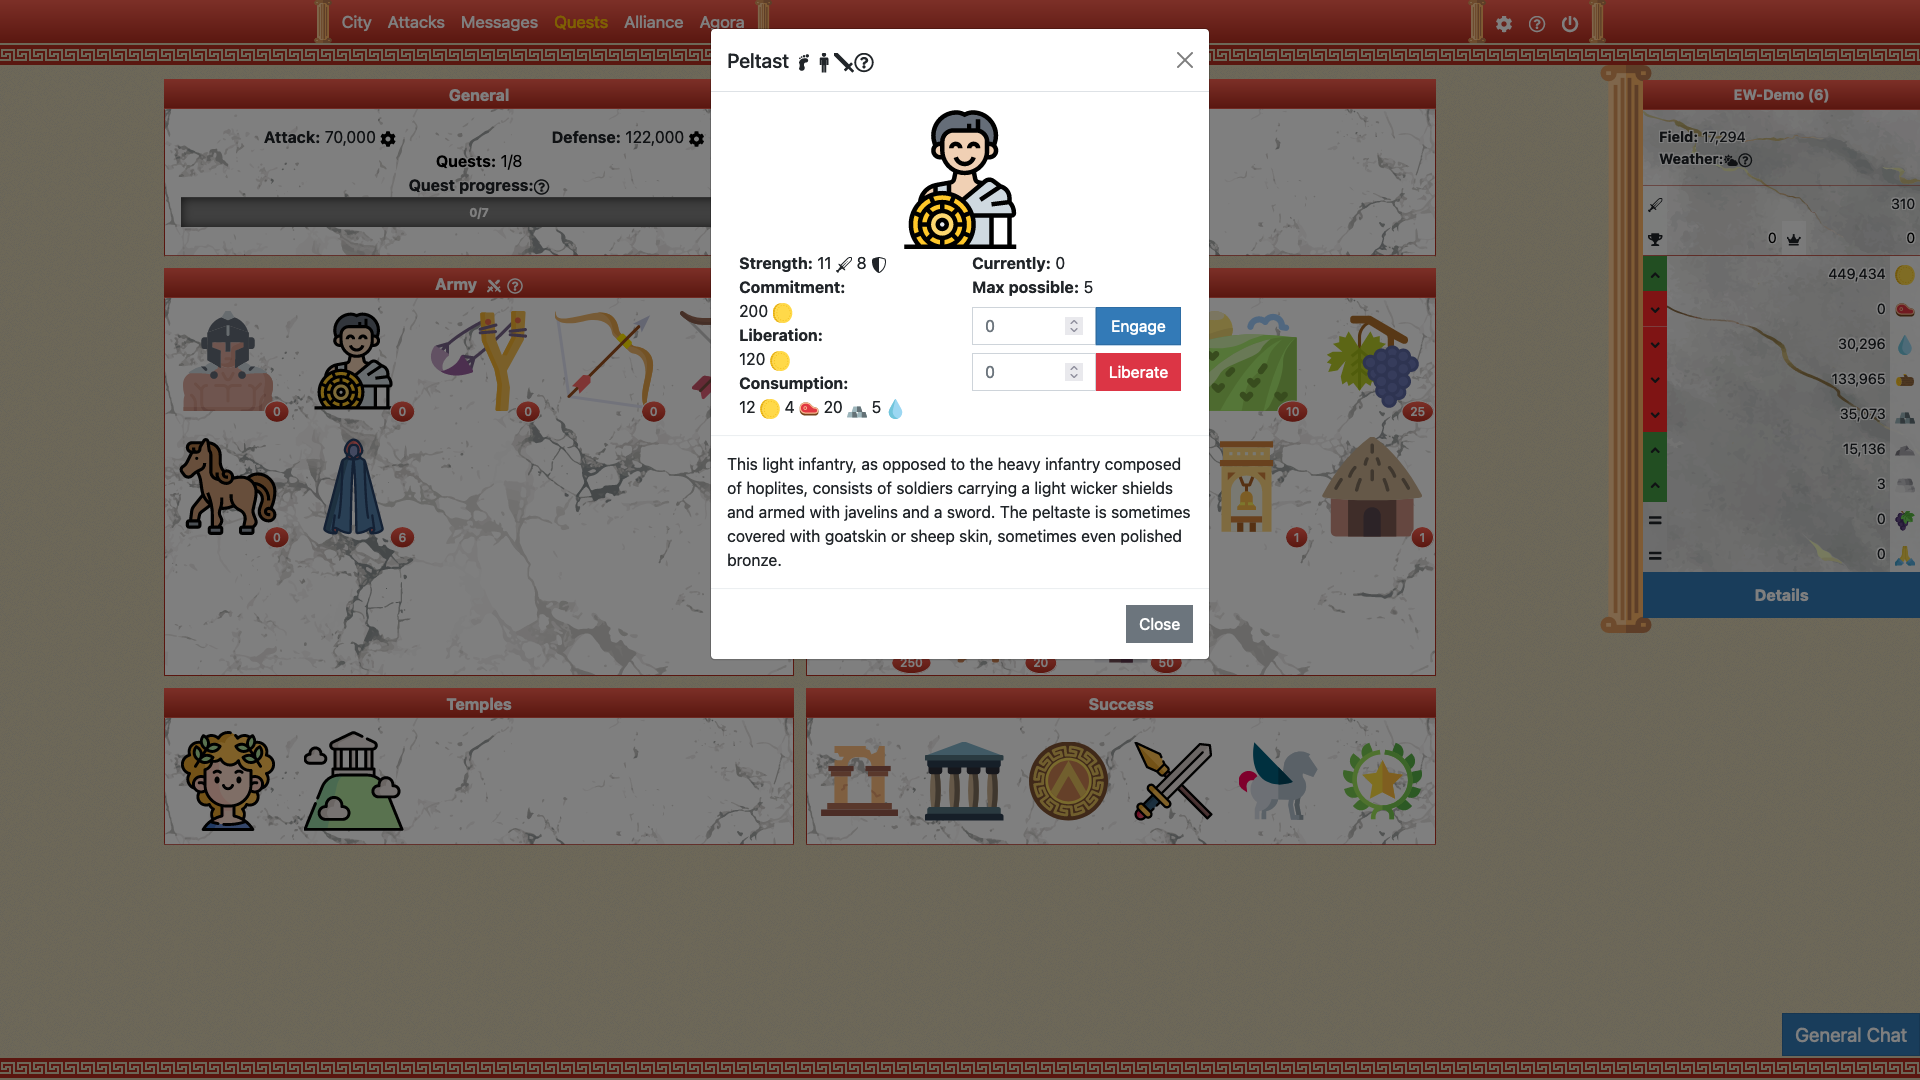 City Attacks Messages Quests Alliance Agora
General
Attack: 70,000
Defense: 122,000
Quests: 1/8
Quest progress:
0/7
Army
0
0
0
0
0
6
Temples
Peltast
Strength: 11 8
Commitment:
200
Liberation:
120
Consumption:
12 4 20 5
Currently: 0
Max possible: 5
0
Engage
0
Liberate
This light infantry, as opposed to the heavy infantry composed
of hoplites, consists of soldiers carrying a light wicker shields
and armed with javelins and a sword. The peltaste is sometimes
covered with goatskin or sheep skin, sometimes even polished
bronze.
Close
10
25
1
1
250
20
50
Success
EW-Demo (6)
Field: 17,294
Weather:
310
0 0
449,434
0
30,296
133,965
35,073
15,136
3
0
0
Details
General Chat